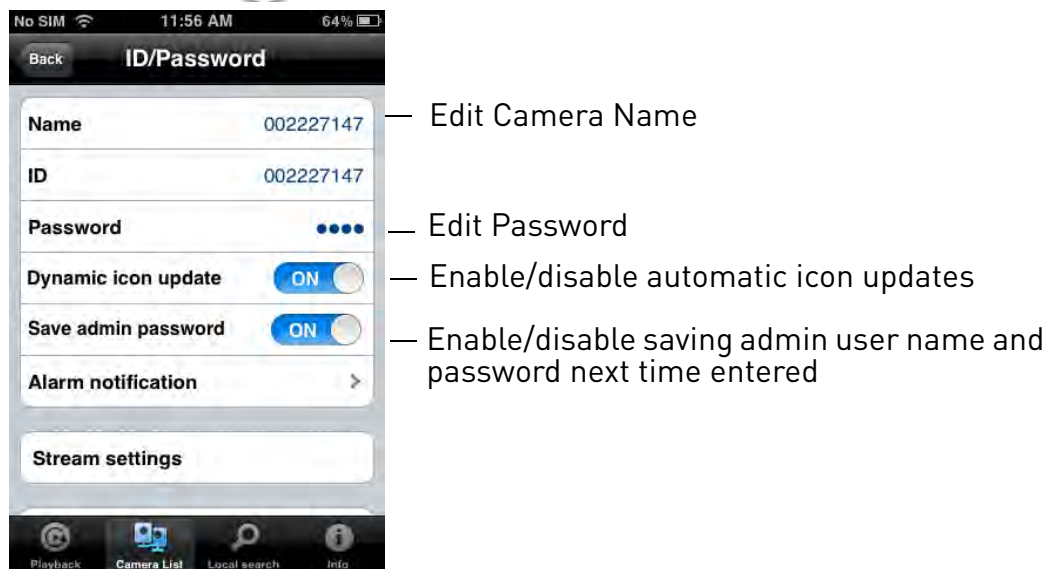 No SIM 11:56 AM 64%
Back ID/Password
Name 002227147
Edit Camera Name
ID 002227147
Password ••••
Edit Password
Dynamic icon update ON
Enable/disable automatic icon updates
Save admin password ON
Enable/disable saving admin user name and
password next time entered
Alarm notification >
Stream settings
Playback Camera List Local search Info